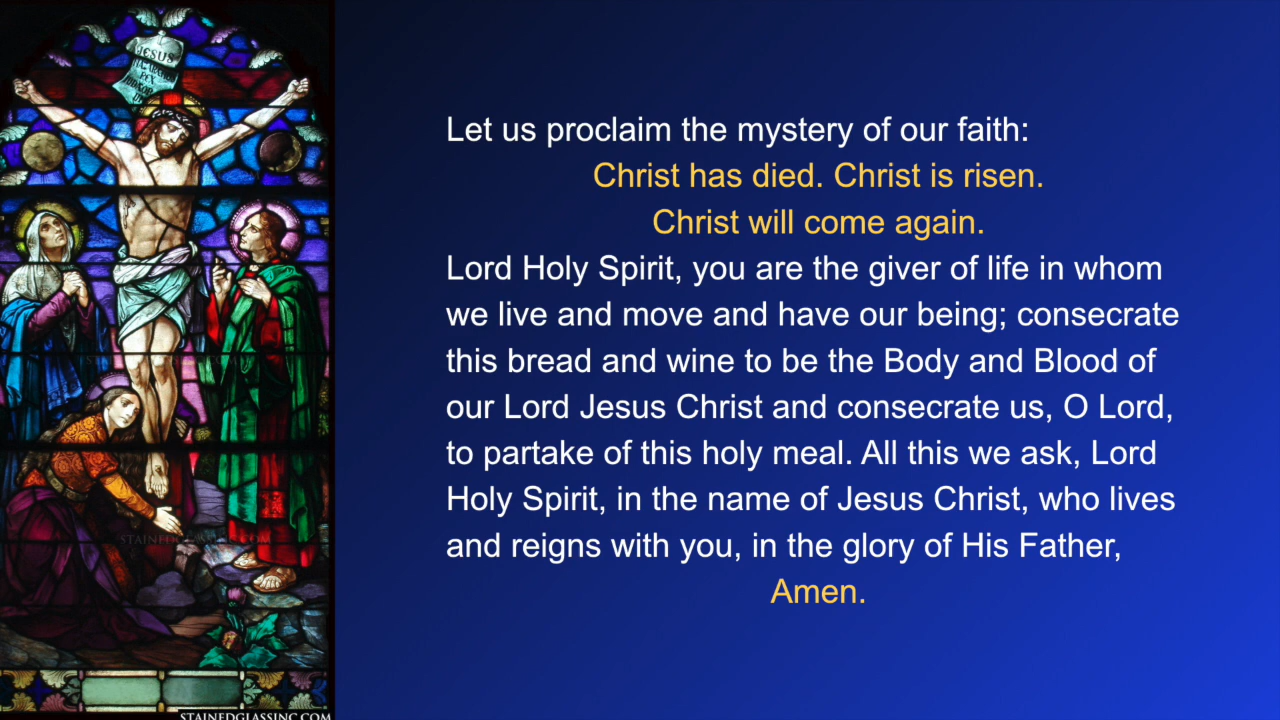 JESUS
Let us proclaim the mystery of our faith:
Christ has died. Christ is risen.
Christ will come again.
Lord Holy Spirit, you are the giver of life in whom
we live and move and have our being; consecrate
this bread and wine to be the Body and Blood of
our Lord Jesus Christ and consecrate us, O Lord,
to partake of this holy meal. All this we ask, Lord
Holy Spirit, in the name of Jesus Christ, who lives
and reigns with you, in the glory of His Father,
Amen.
STAINEDGLASSINC.COM
STAINEDGLASSINC.COM